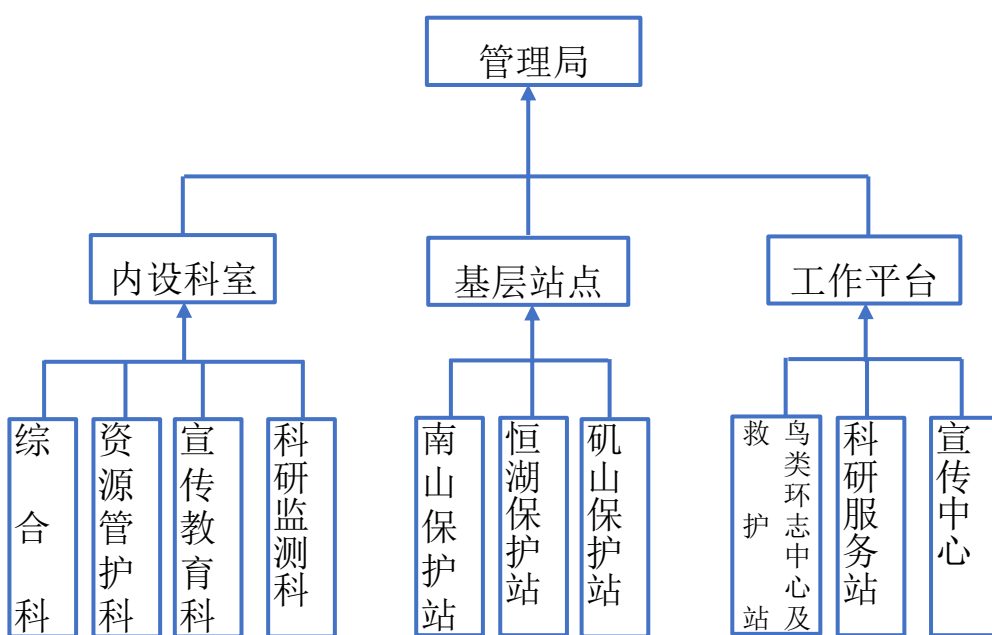 管理局
内设科室
基层站点
工作平台
综合科
资源管护科
宣传教育科
科研监测科
南山保护站
恒湖保护站
矶山保护站
鸟类环志中心及
救护站
科研服务站
宣传中心